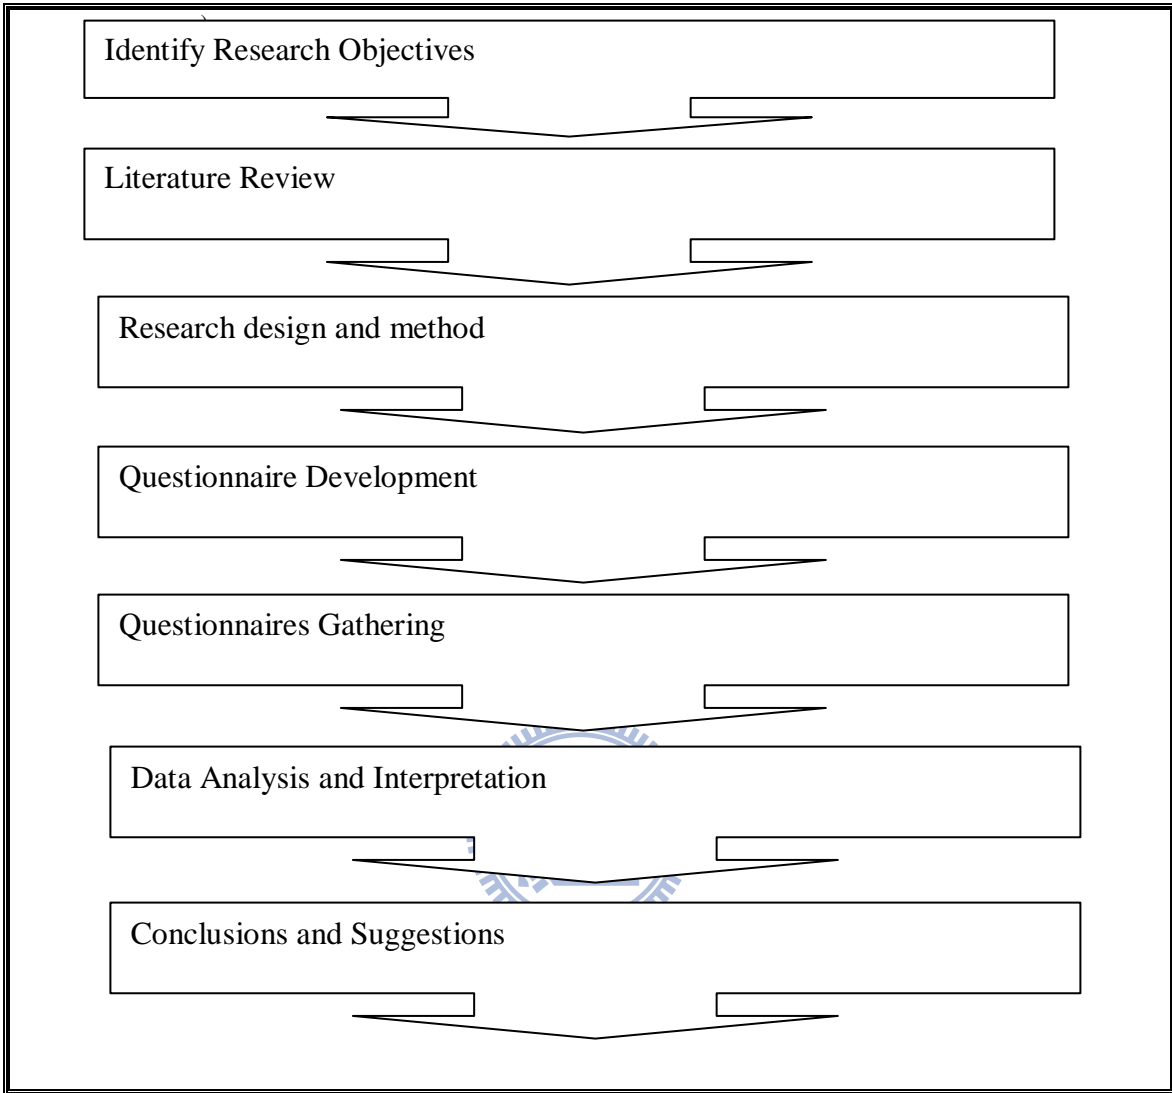 Identify Research Objectives
Literature Review
Research design and method
Questionnaire Development
Questionnaires Gathering
Data Analysis and Interpretation
Conclusions and Suggestions